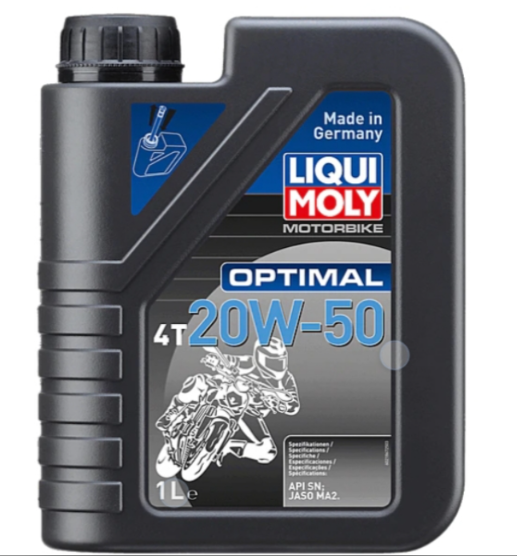 Made in
Germany
LIQUI
MOLY
MOTORBIKE
OPTIMAL
4T 20W-50
Spezifikationen /
Specifications /
Specifiche /
Especificaciones /
Especificações /
Spécifications:
API SN;
JASO MA2.
1L e